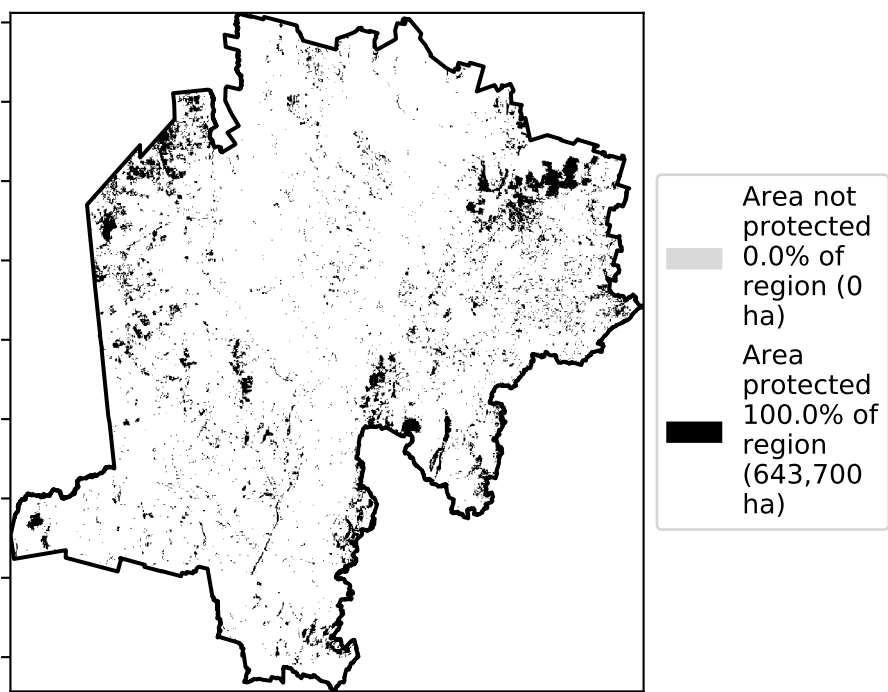 Area not
protected
0.0% of
region (0
ha)
Area
protected
100.0% of
region
(643,700
ha)